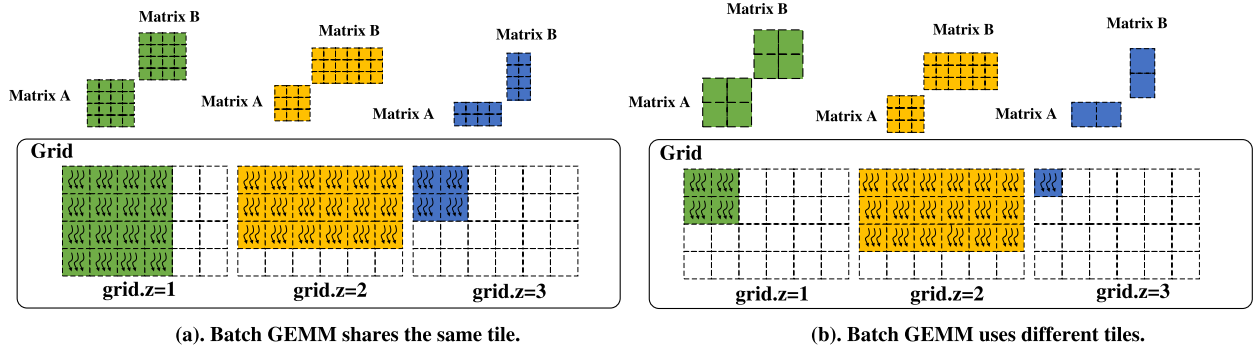 Matrix B
Matrix A
Matrix B
Matrix A
Matrix B
Matrix A
Grid
grid.z=1
grid.z=2
grid.z=3
(a). Batch GEMM shares the same tile.
Matrix B
Matrix A
Matrix B
Matrix A
Matrix B
Matrix A
Grid
grid.z=1
grid.z=2
grid.z=3
(b). Batch GEMM uses different tiles.